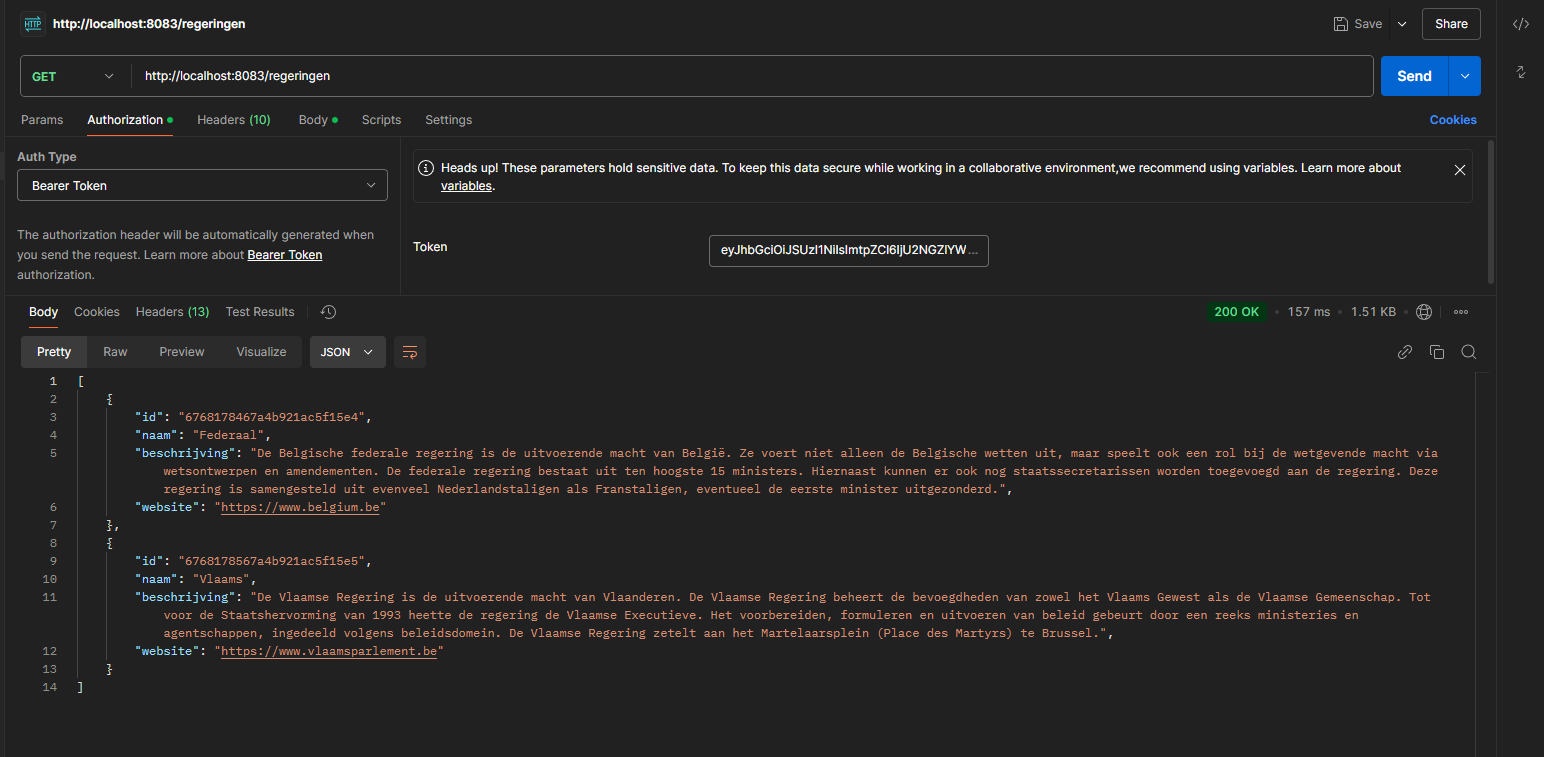 HTTP http://localhost:8083/regeringen Save Share
GET http://localhost:8083/regeringen Send
Params Authorization Headers (10) Body Scripts Settings Cookies
Auth Type
Bearer Token
The authorization header will be automatically generated when
you send the request. Learn more about Bearer Token
authorization.
Heads up! These parameters hold sensitive data. To keep this data secure while working in a collaborative environment,we recommend using variables. Learn more about
variables.
Token
Body Cookies Headers (13) Test Results 200 OK 157 ms 1.51 KB
Pretty Raw Preview Visualize JSON
1 [
2 {
3 "id": "6768178467a4b921ac5f15e4",
4 "naam": "Federaal",
5 "beschrijving": "De Belgische federale regering is de uitvoerende macht van België. Ze voert niet alleen de Belgische wetten uit, maar speelt ook een rol bij de wetgevende macht via
wetsontwerpen en amendementen. De federale regering bestaat uit ten hoogste 15 ministers. Hiernaast kunnen er ook nog staatssecretarissen worden toegevoegd aan de regering. Deze
regering is samengesteld uit evenveel Nederlandstaligen als Franstaligen, eventueel de eerste minister uitgezonderd.",
6 "website": "https://www.belgium.be"
7 },
8 {
9 "id": "6768178567a4b921ac5f15e5",
10 "naam": "Vlaams",
11 "beschrijving": "De Vlaamse Regering is de uitvoerende macht van Vlaanderen. De Vlaamse Regering beheert de bevoegdheden van zowel het Vlaams Gewest als de Vlaamse Gemeenschap. Tot
voor de Staatshervorming van 1993 heette de regering de Vlaamse Executieve. Het voorbereiden, formuleren en uitvoeren van beleid gebeurt door een reeks ministeries en
agentschappen, ingedeeld volgens beleidsdomein. De Vlaamse Regering zetelt aan het Martelaarsplein (Place des Martyrs) te Brussel.",
12 "website": "https://www.vlaamsparlement.be"
13 }
14 ]